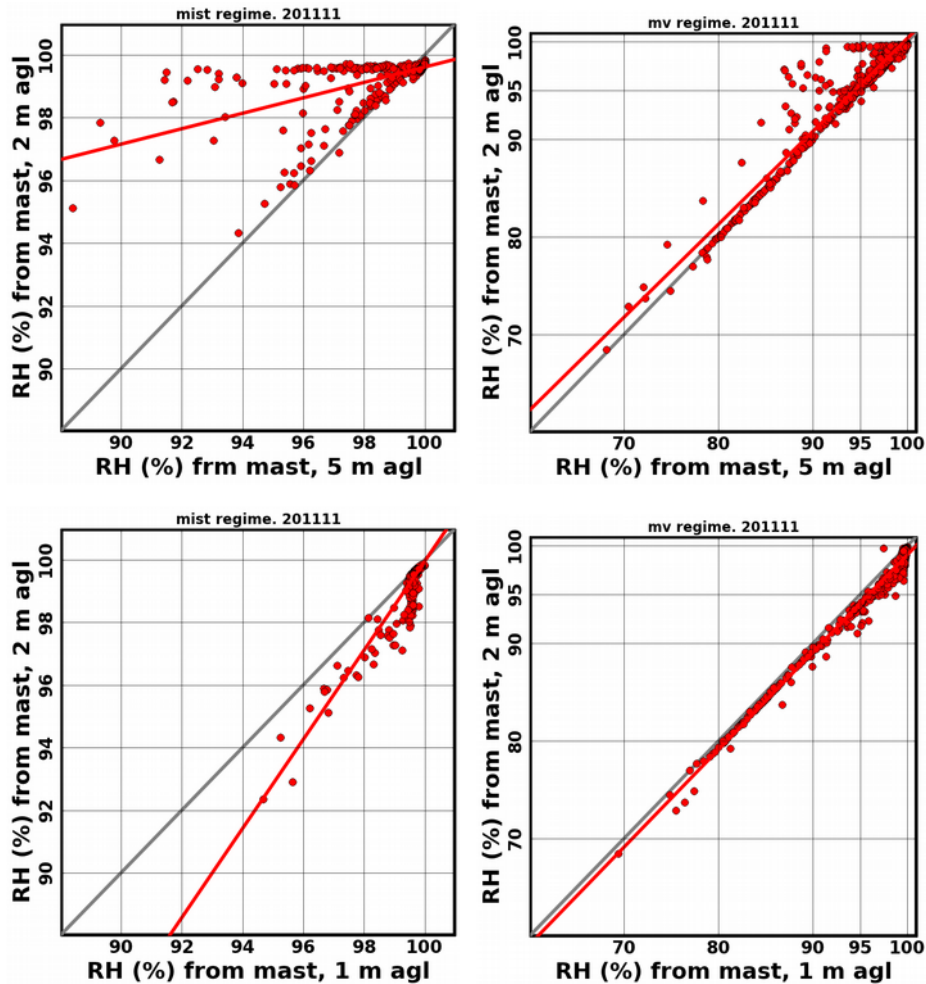 mist regime. 201111
RH (%) from mast, 2 m agl
100
98
96
94
92
90
90 92 94 96 98 100
RH (%) frm mast, 5 m agl
mv regime. 201111
RH (%) from mast, 2 m agl
100
95
90
80
70
70 80 90 95 100
RH (%) from mast, 5 m agl
mist regime. 201111
RH (%) from mast, 2 m agl
100
98
96
94
92
90
90 92 94 96 98 100
RH (%) from mast, 1 m agl
mv regime. 201111
RH (%) from mast, 2 m agl
100
95
90
80
70
70 80 90 95 100
RH (%) from mast, 1 m agl